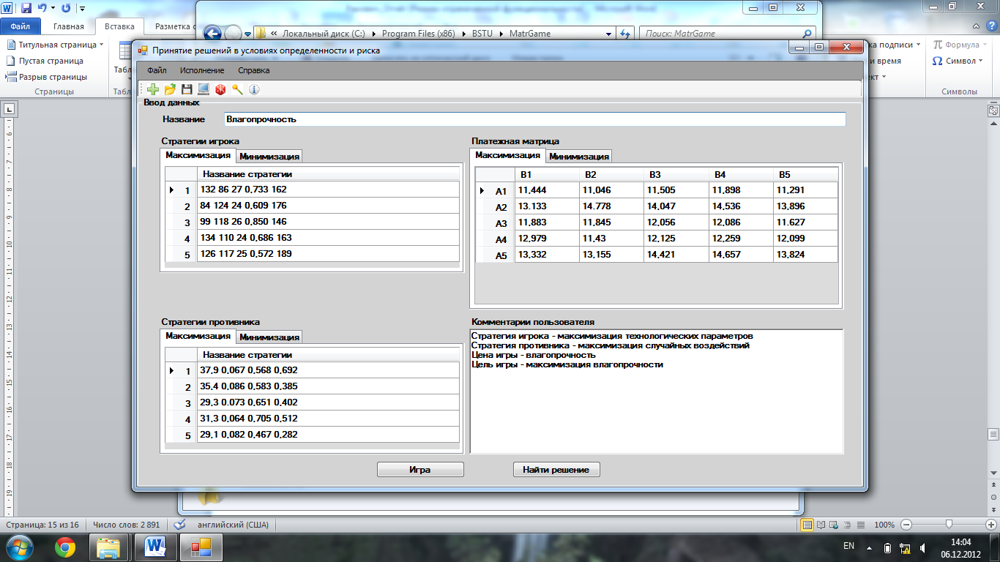 Файл Главная Вставка Разметка с
Титульная страница
Пустая страница
Разрыв страницы
Страницы
Локальный диск (C:) Program Files (x86) BSTU MatrGame
Поиск: MatrGame
Формула
Символ
Символы
Принятие решений в условиях определенности и риска
Файл Исполнение Справка
Ввод данных
Название Влагопрочность
Стратегии игрока
Максимизация Минимизация
Название стратегии
1 132 86 27 0,733 162
2 84 124 24 0,609 176
3 99 118 26 0,850 146
4 134 110 24 0,686 163
5 126 117 25 0,572 189
Платежная матрица
Максимизация Минимизация
B1 B2 B3 B4 B5
A1 11,444 11,046 11,505 11,898 11,291
A2 13,133 14,778 14,047 14,536 13,896
A3 11,883 11,845 12,056 12,086 11,627
A4 12,979 11,43 12,125 12,259 12,099
A5 13,332 13,155 14,421 14,657 13,824
Стратегии противника
Максимизация Минимизация
Название стратегии
1 37,9 0,067 0,568 0,692
2 35,4 0,086 0,583 0,385
3 29,3 0,073 0,651 0,402
4 31,3 0,064 0,705 0,512
5 29,1 0,082 0,467 0,282
Комментарии пользователя
Стратегия игрока - максимизация технологических параметров
Стратегия противника - максимизация случайных воздействий
Цена игры - влагопрочность
Цель игры - максимизация влагопрочности
Игра Найти решение
Страница: 15 из 16 Число слов: 2 891 английский (США) 100%
EN 14:04
06.12.2012